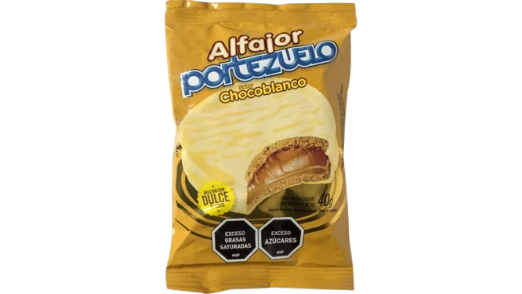 Alfajor
portezuelo
Chocoblanco
DULCE
40g
EXCESO
GRASAS
SATURADAS
MSP
EXCESO
AZÚCARES
MSP